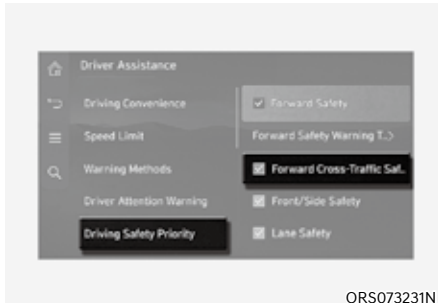 Driver Assistance
Driving Convenience
Speed Limit
Warning Methods
Driver Attention Warning
Driving Safety Priority
Forward Safety
Forward Safety Warning T..>
Forward Cross-Traffic Saf..
Front/Side Safety
Lane Safety
ORS073231N